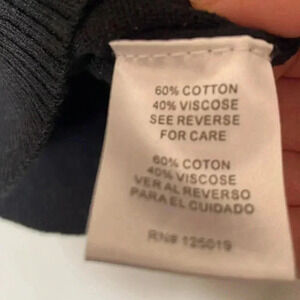 60% COTTON
40% VISCOSE
SEE REVERSE
FOR CARE
60% COTON
40% VISCOSE
VER AL REVERSO
PARA EL CUIDADO
RN# 125019